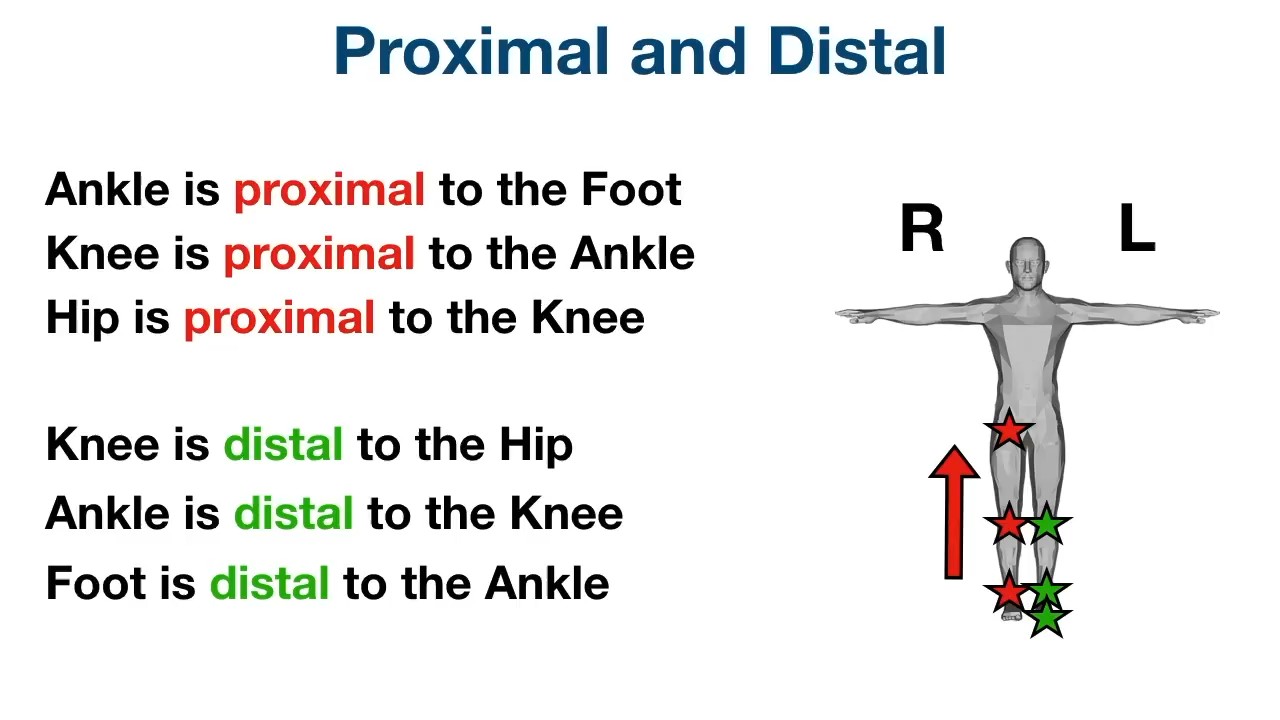 Proximal and Distal
Ankle is proximal to the Foot
Knee is proximal to the Ankle
Hip is proximal to the Knee
R L
Knee is distal to the Hip
Ankle is distal to the Knee
Foot is distal to the Ankle